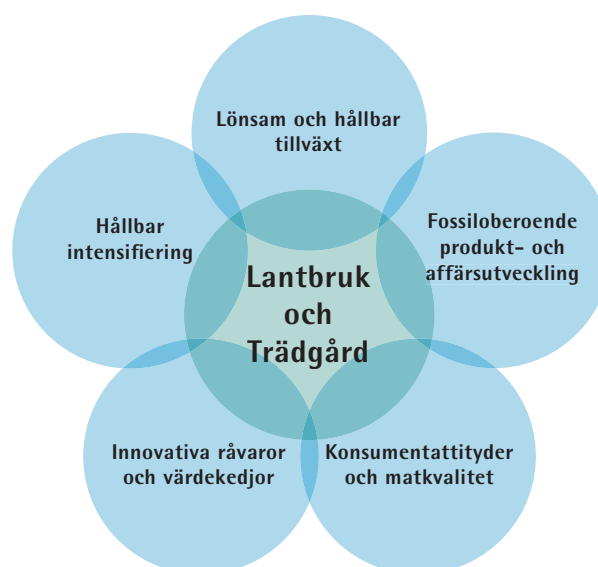 Lönsam och hållbar
tillväxt
Hållbar
intensifiering
Fossiloberoende
produkt- och
affärsutveckling
Lantbruk
och
Trädgård
Innovativa råvaror
och värdekedjor
Konsumentattityder
och matkvalitet